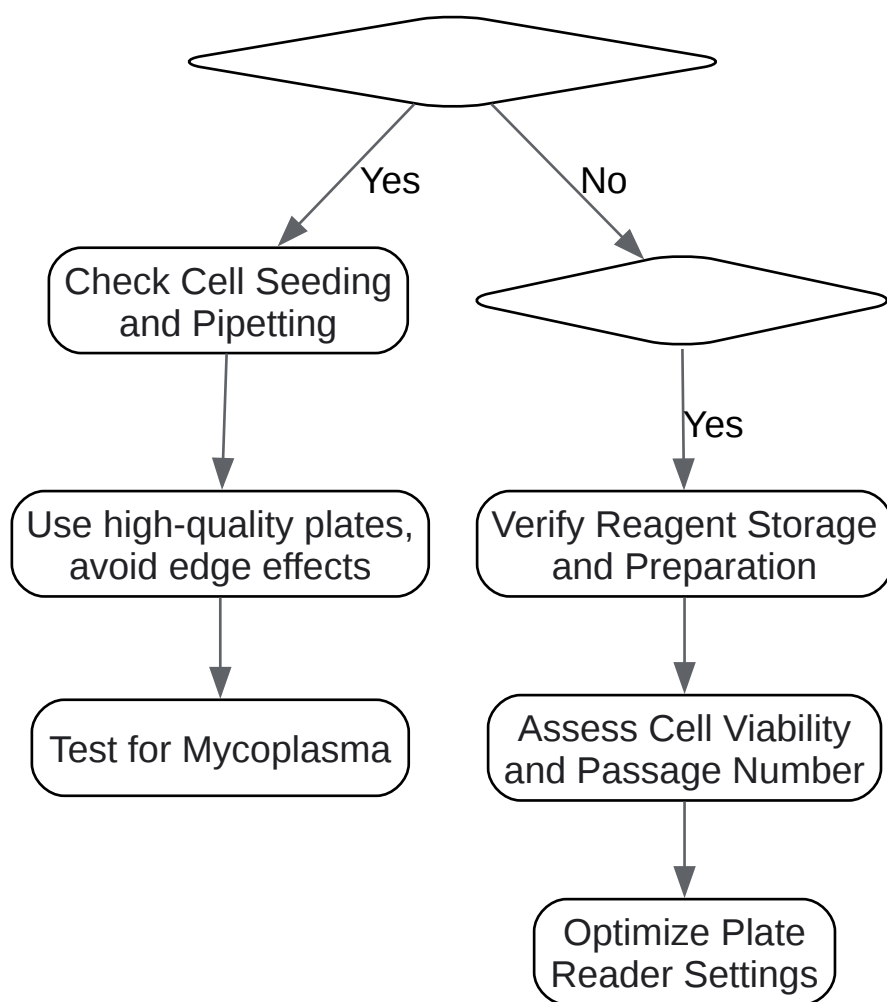 Yes
No
Check Cell Seeding
and Pipetting
Yes
Use high-quality plates,
avoid edge effects
Verify Reagent Storage
and Preparation
Test for Mycoplasma
Assess Cell Viability
and Passage Number
Optimize Plate
Reader Settings